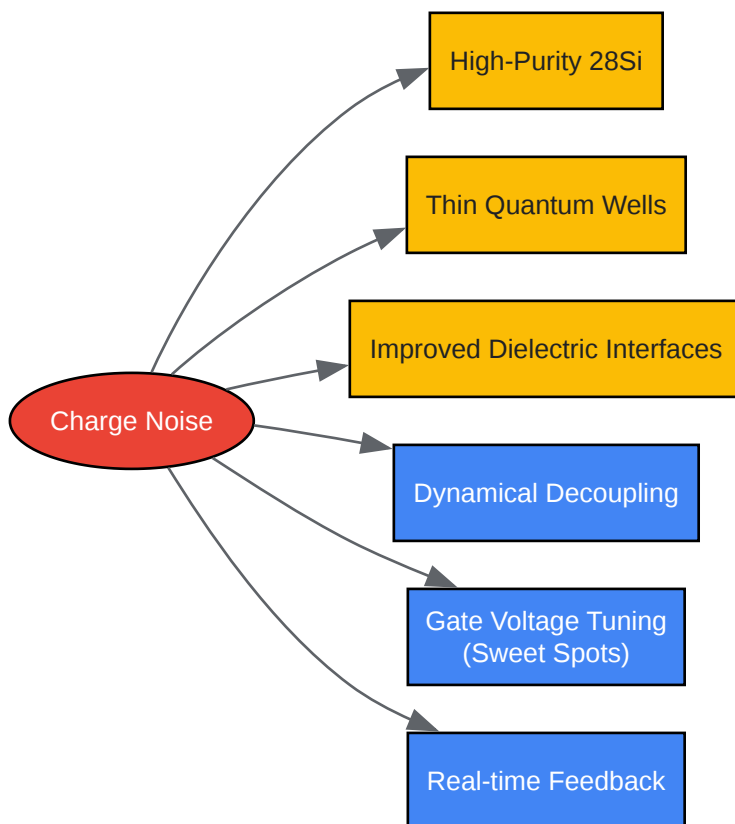 High-Purity 28Si
Thin Quantum Wells
Improved Dielectric Interfaces
Charge Noise
Dynamical Decoupling
Gate Voltage Tuning
(Sweet Spots)
Real-time Feedback